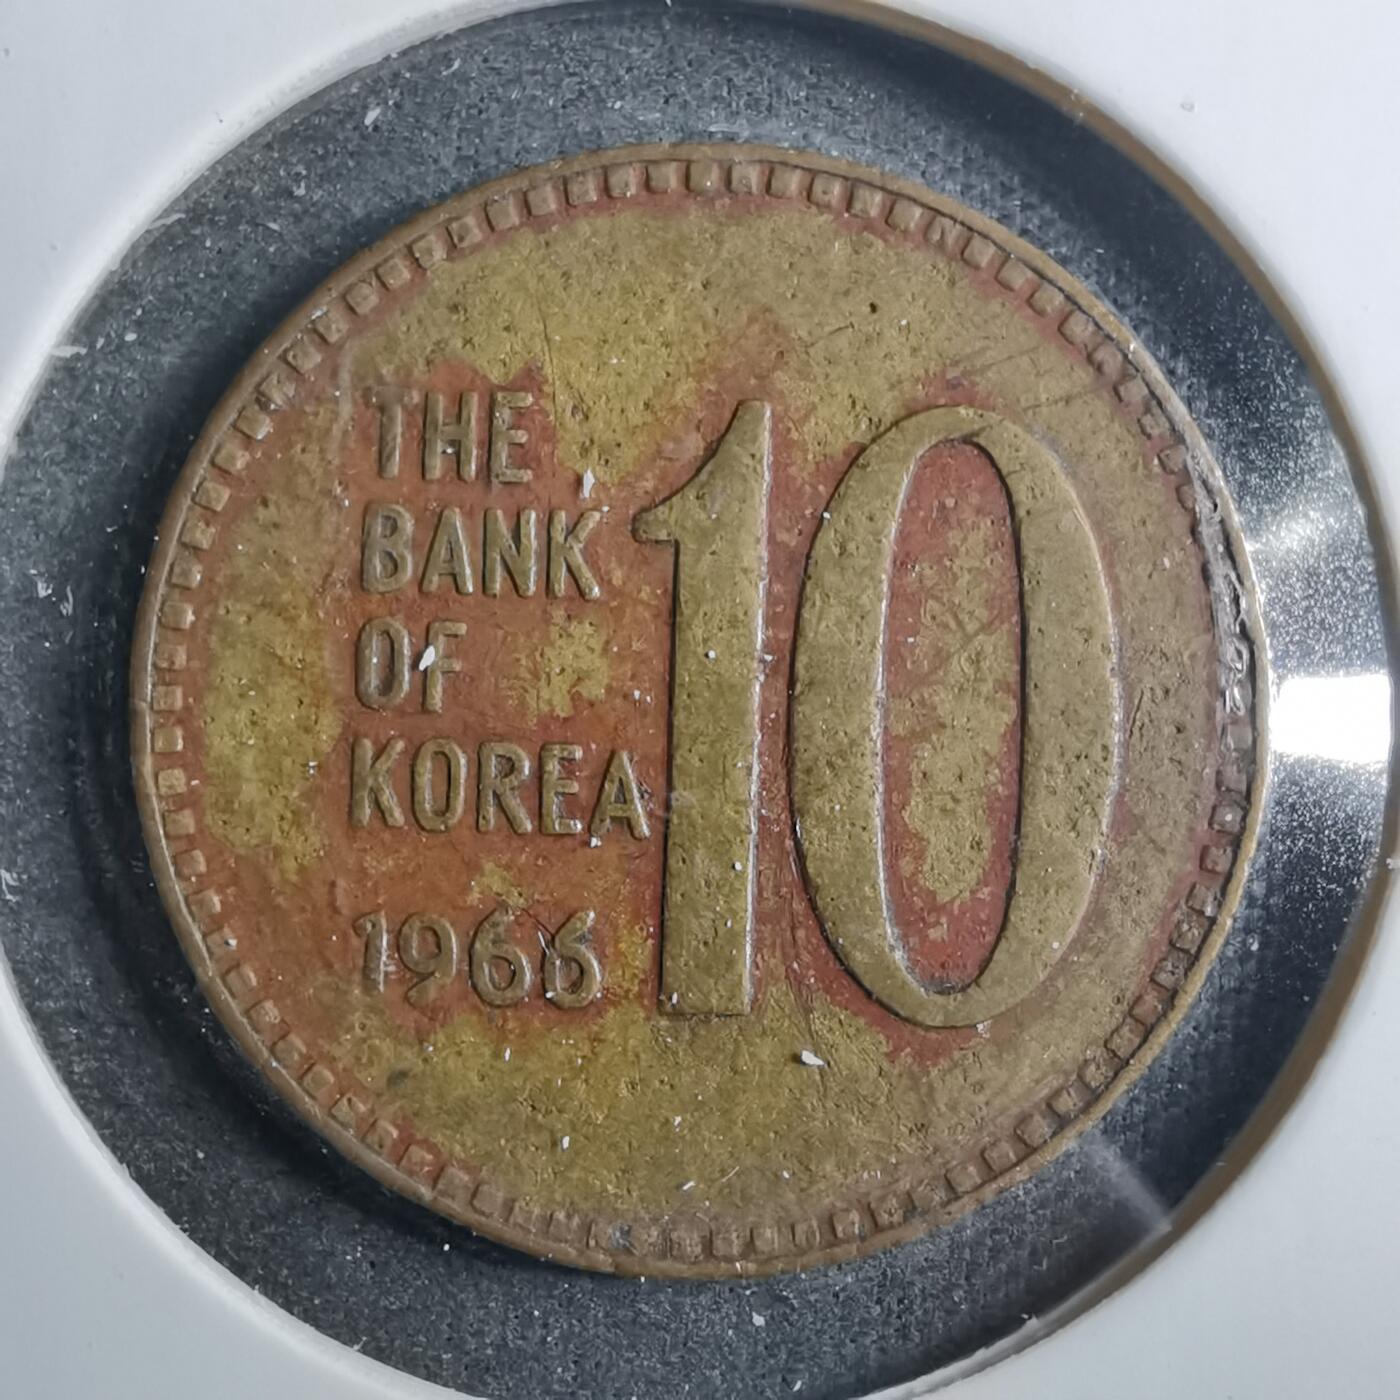 THE
BANK
OF
KOREA
1966
10